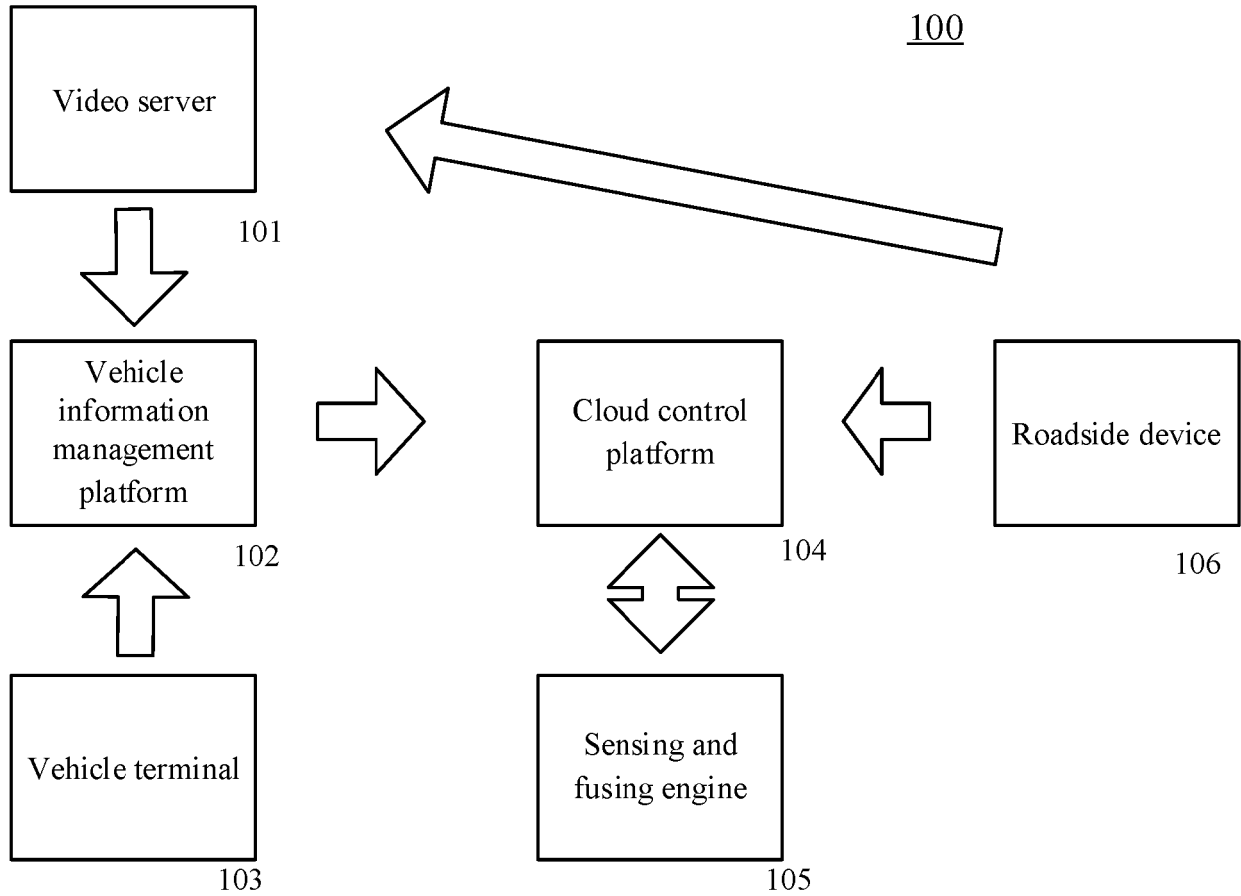 100
Video server
101
Vehicle
information
management
platform
102
Cloud control
platform
104
Roadside device
106
Vehicle terminal
103
Sensing and
fusing engine
105